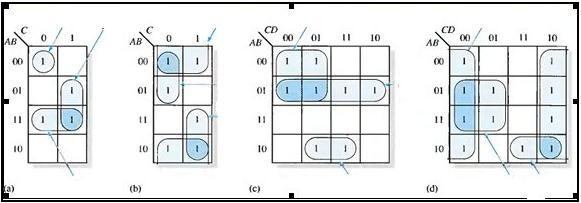 C
AB 0 1
00 1
01 1
11 1 1
10
(a)
C
AB 0 1
00 1 1
01 1
11 1
10 1 1
(b)
CD
AB 00 01 11 10
00 1 1
01 1 1 1 1
11
10 1 1
(c)
CD
AB 00 01 11 10
00 1 1
01 1 1 1
11 1 1 1
10 1 1 1
(d)